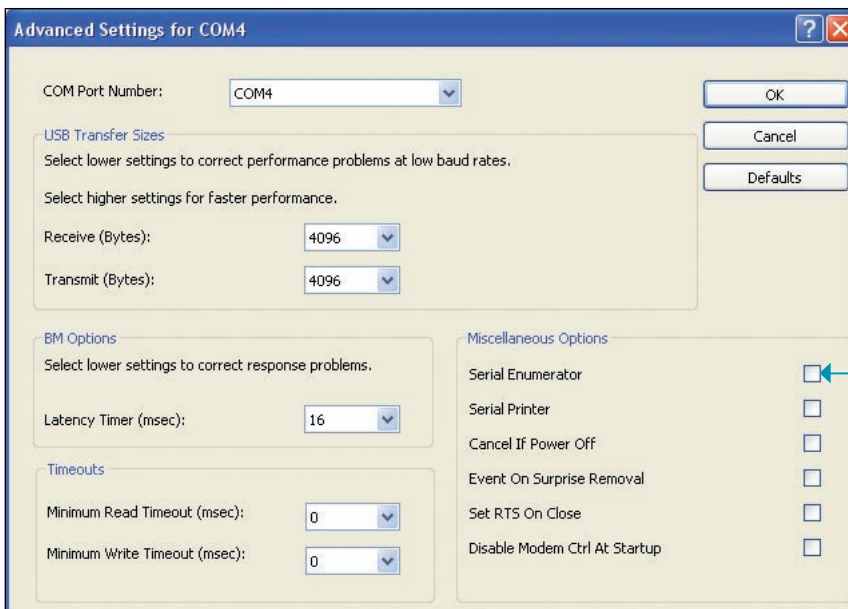 Advanced Settings for COM4
COM Port Number:
COM4
OK
Cancel
Defaults
USB Transfer Sizes
Select lower settings to correct performance problems at low baud rates.
Select higher settings for faster performance.
Receive (Bytes):
4096
Transmit (Bytes):
4096
BM Options
Select lower settings to correct response problems.
Latency Timer (msec):
16
Timeouts
Minimum Read Timeout (msec):
0
Minimum Write Timeout (msec):
0
Miscellaneous Options
Serial Enumerator
Serial Printer
Cancel If Power Off
Event On Surprise Removal
Set RTS On Close
Disable Modem Ctrl At Startup